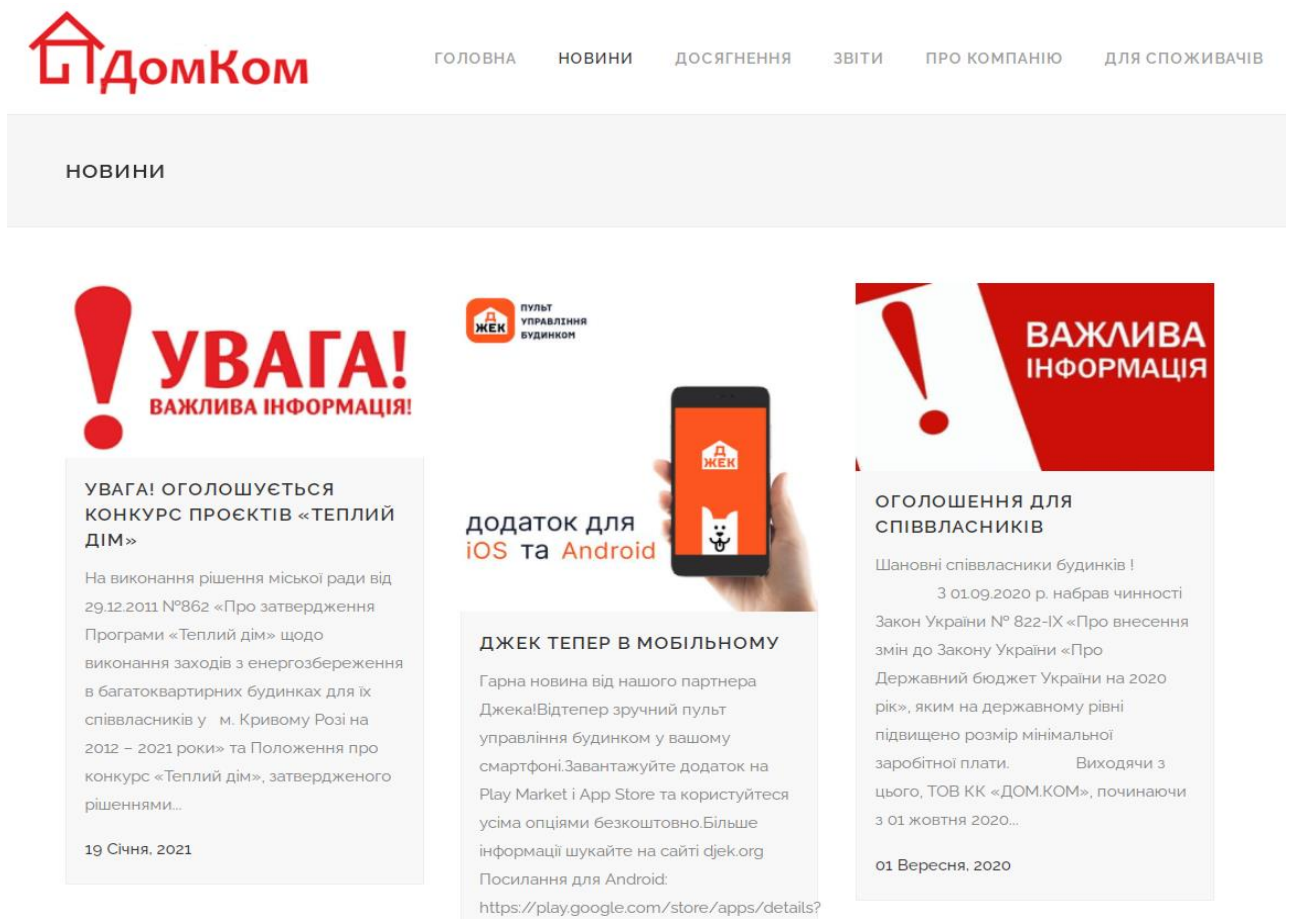 ДомКом
ГОЛОВНА НОВИНИ ДОСЯГНЕННЯ ЗВІТИ ПРО КОМПАНІЮ ДЛЯ СПОЖИВАЧІВ
НОВИНИ
УВАГА!
ВАЖЛИВА ІНФОРМАЦІЯ!
УВАГА! ОГОЛОШУЄТЬСЯ
КОНКУРС ПРОЄКТІВ «ТЕПЛИЙ
ДІМ»
На виконання рішення міської ради від
29.12.2011 №862 «Про затвердження
Програми «Теплий дім» щодо
виконання заходів з енергозбереження
в багатоквартирних будинках для їх
співвласників у м. Кривому Розі на
2012 – 2021 роки» та Положення про
конкурс «Теплий дім», затвердженого
рішеннями...
19 Січня, 2021
ДЖЕК
ПУЛЬТ
УПРАВЛІННЯ
БУДИНКОМ
ДЖЕК
додаток для
iOS та Android
ДЖЕК ТЕПЕР В МОБІЛЬНОМУ
Гарна новина від нашого партнера
Джека!Відтепер зручний пульт
управління будинком у вашому
смартфоні.Завантажуйте додаток на
Play Market і App Store та користуйтеся
усіма опціями безкоштовно.Більше
інформації шукайте на сайті djek.org
Посилання для Android:
https://play.google.com/store/apps/details?
ВАЖЛИВА
ІНФОРМАЦІЯ
ОГОЛОШЕННЯ ДЛЯ
СПІВВЛАСНИКІВ
Шановні співвласники будинків !
З 01.09.2020 р. набрав чинності
Закон України № 822-IX «Про внесення
змін до Закону України «Про
Державний бюджет України на 2020
рік», яким на державному рівні
підвищено розмір мінімальної
заробітної плати. Виходячи з
цього, ТОВ КК «ДОМ.КОМ», починаючи
з 01 жовтня 2020...
01 Вересня, 2020